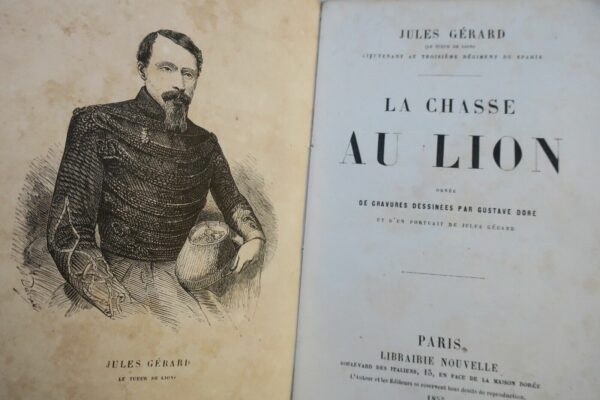 JULES GÉRARD
LE TUEUR DE LIONS
JULES GÉRARD
(LE TUEUR DE LIONS)
LIEUTENANT AU TROISIÈME RÉGIMENT DE SPAHIS
LA CHASSE
AU LION
ORNÉE
DE GRAVURES DESSINÉES PAR GUSTAVE DORÉ
ET D'UN PORTRAIT DE JULES GÉRARD
PARIS
LIBRAIRIE NOUVELLE
BOULEVARD DES ITALIENS, 15, EN FACE DE LA MAISON DORÉE
L'Auteur et les Éditeurs se réservent tous droits de reproduction.